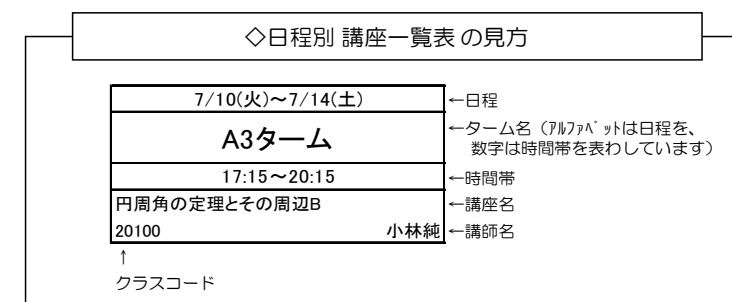 ◇日程別 講座一覧表 の見方
7/10(火)～7/14(土)
←日程
A3ターム
←ターム名（ｱﾙﾌｧﾍﾞｯﾄは日程を、
数字は時間帯を表わしています）
17:15～20:15
←時間帯
円周角の定理とその周辺B
←講座名
20100 小林純
←講師名
↑
クラスコード